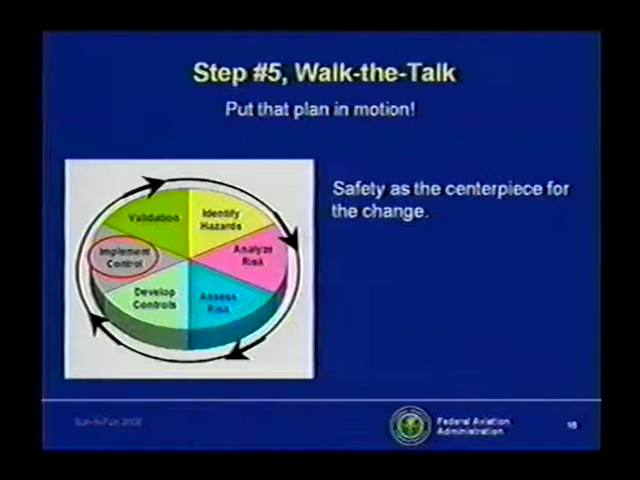 Step #5, Walk-the-Talk
Put that plan in motion!
Safety as the centerpiece for
the change.
Validation
Identify
Hazards
Analyze
Risk
Assess
Risk
Develop
Controls
Implement
Control
Federal Aviation
Administration